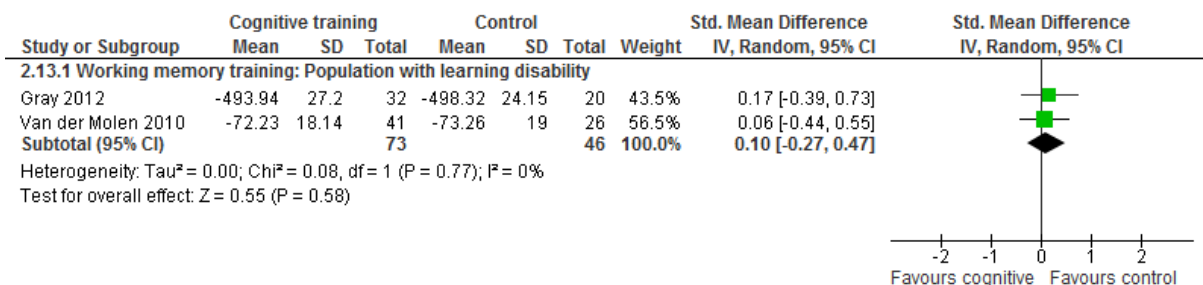 Cognitive training Control Std. Mean Difference Std. Mean Difference
Study or Subgroup Mean SD Total Mean SD Total Weight IV, Random, 95% CI IV, Random, 95% CI
2.13.1 Working memory training: Population with learning disability
Gray 2012 -493.94 27.2 32 -498.32 24.15 20 43.5% 0.17 [-0.39, 0.73]
Van der Molen 2010 -72.23 18.14 41 -73.26 19 26 56.5% 0.06 [-0.44, 0.55]
Subtotal (95% CI) 73 46 100.0% 0.10 [-0.27, 0.47]
Heterogeneity: Tau² = 0.00; Chi² = 0.08, df = 1 (P = 0.77); I² = 0%
Test for overall effect: Z = 0.55 (P = 0.58)
-2 -1 0 1 2
Favours cognitive Favours control